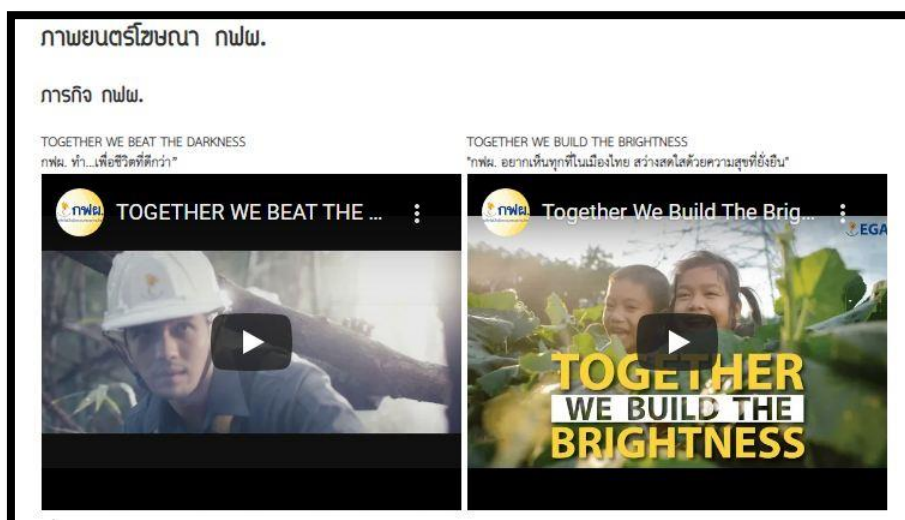 ภาพยนตร์โฆษณา กฟผ.
ภารกิจ กฟผ.
TOGETHER WE BEAT THE DARKNESS
กฟผ. ทำ...เพื่อชีวิตที่ดีกว่า"
กฟผ.
TOGETHER WE BEAT THE ...
TOGETHER WE BUILD THE BRIGHTNESS
"กฟผ. อยากเห็นทุกที่ในเมืองไทย สว่างสดใสด้วยความสุขที่ยั่งยืน"
กฟผ.
Together We Build The Brig...
EGA
TOGETHER
WE BUILD THE
BRIGHTNESS